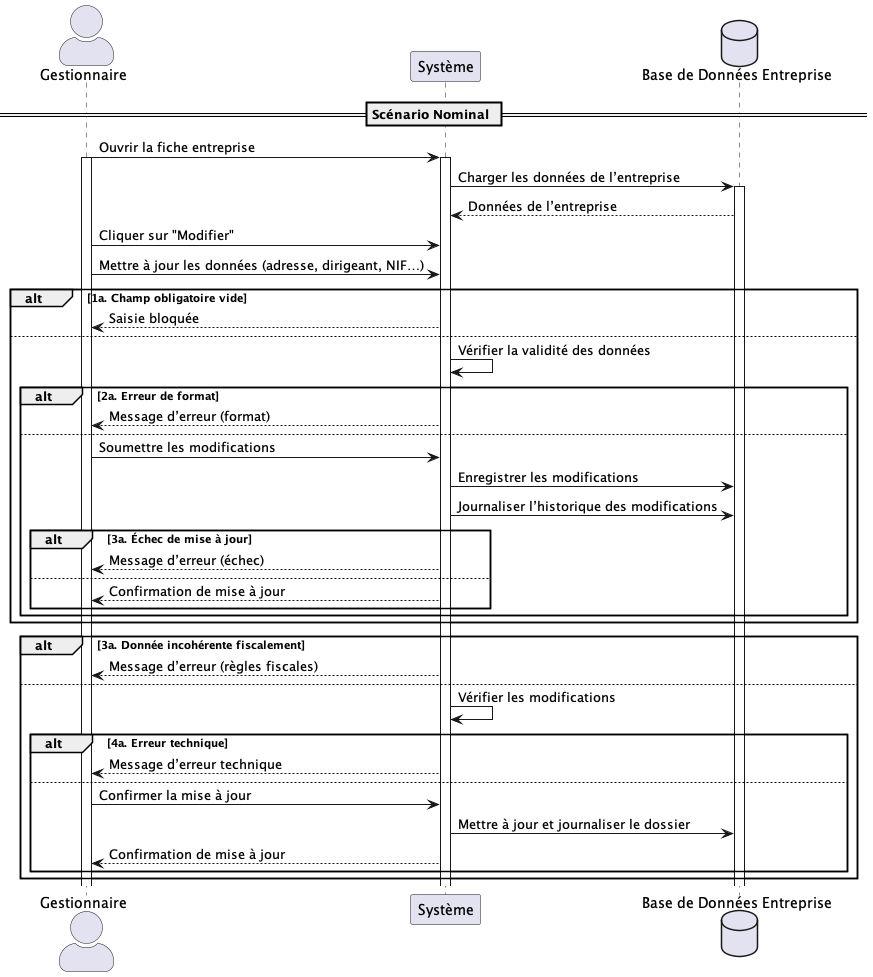 Gestionnaire
Système
Base de Données Entreprise
Scénario Nominal
Ouvrir la fiche entreprise
Charger les données de l’entreprise
Données de l’entreprise
Cliquer sur "Modifier"
Mettre à jour les données (adresse, dirigeant, NIF…)
alt [1a. Champ obligatoire vide]
Saisie bloquée
Vérifier la validité des données
alt [2a. Erreur de format]
Message d’erreur (format)
Soumettre les modifications
Enregistrer les modifications
Journaliser l’historique des modifications
alt [3a. Échec de mise à jour]
Message d’erreur (échec)
Confirmation de mise à jour
alt [3a. Donnée incohérente fiscalement]
Message d’erreur (règles fiscales)
Vérifier les modifications
alt [4a. Erreur technique]
Message d’erreur technique
Confirmer la mise à jour
Mettre à jour et journaliser le dossier
Confirmation de mise à jour
Gestionnaire
Système
Base de Données Entreprise